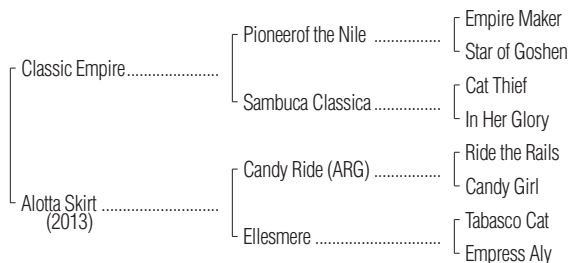 Empire Maker
Pioneerof the Nile ................
Star of Goshen
Classic Empire......................
Cat Thief
Sambuca Classica ................
In Her Glory
Ride the Rails
Candy Ride (ARG) ................
Candy Girl
Alotta Skirt ............................
(2013)
Tabasco Cat
Ellesmere ..............................
Empress Aly